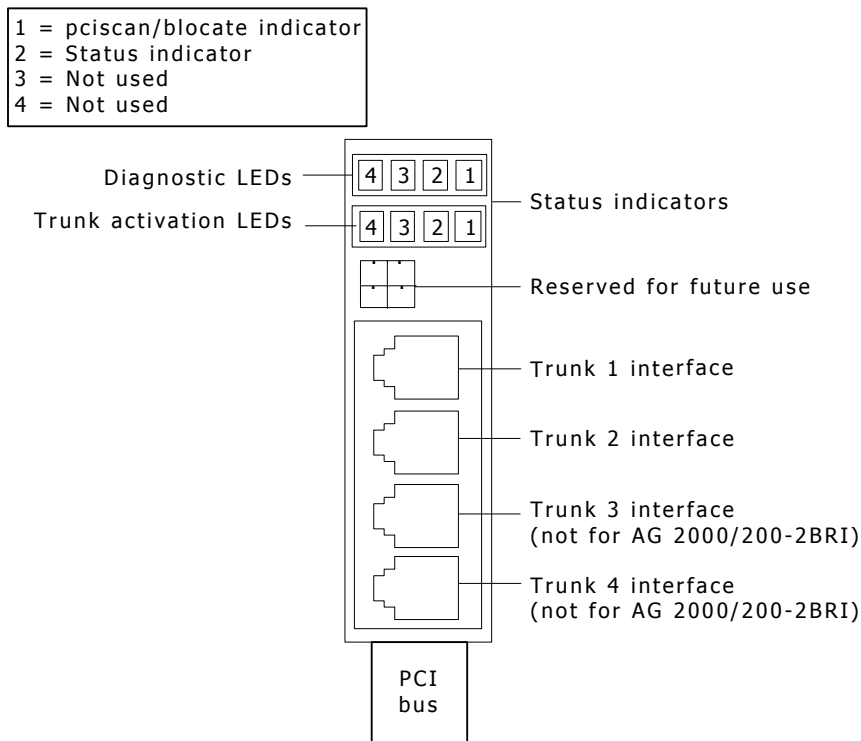 1 = pciscan/blocate indicator
2 = Status indicator
3 = Not used
4 = Not used
Diagnostic LEDs
4 3 2 1
Status indicators
Trunk activation LEDs
4 3 2 1
Reserved for future use
Trunk 1 interface
Trunk 2 interface
Trunk 3 interface
(not for AG 2000/200-2BRI)
Trunk 4 interface
(not for AG 2000/200-2BRI)
PCI
bus